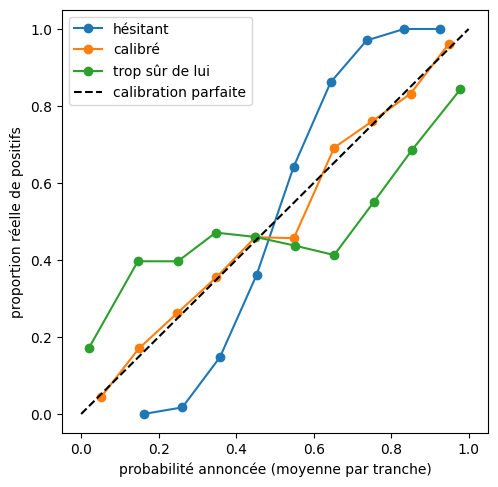 hésitant
calibré
trop sûr de lui
calibration parfaite
proportion réelle de positifs
1.0
0.8
0.6
0.4
0.2
0.0
0.0 0.2 0.4 0.6 0.8 1.0
probabilité annoncée (moyenne par tranche)